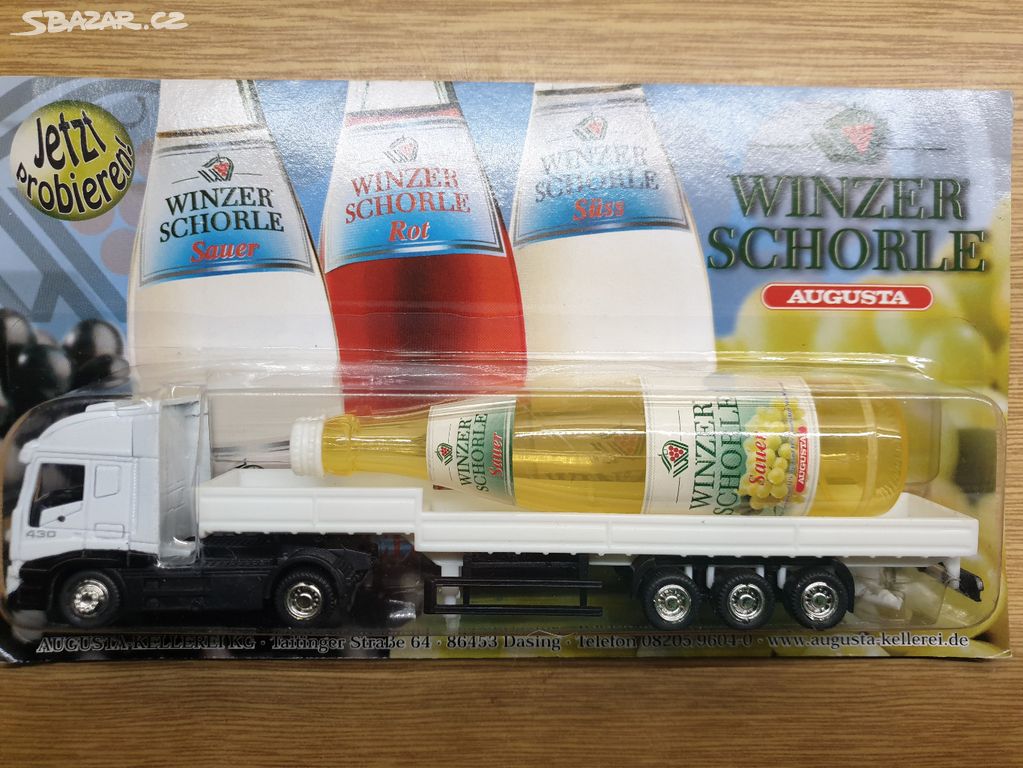 SBAZAR.CZ
Jetzt
probieren!
WINZER
SCHORLE
Sauer
WINZER
SCHORLE
Rot
WINZER
SCHORLE
Süss
WINZER
SCHORLE
AUGUSTA
WINZER
SCHORLE
Sauer
WINZER
SCHORLE
Sauer
AUGUSTA
430
AUGUSTA-KELLEREI KG · Taitinger Straße 64 · 86453 Dasing · Telefon 08205 9604-0 · www.augusta-kellerei.de